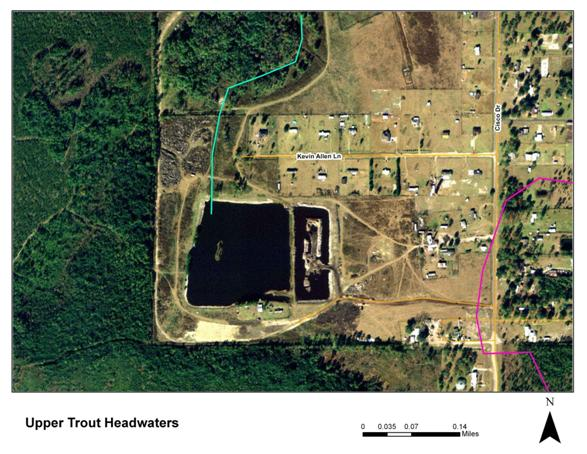 Cisco Dr
Kevin Allen Ln
Upper Trout Headwaters
0 0.035 0.07 0.14
Miles
N